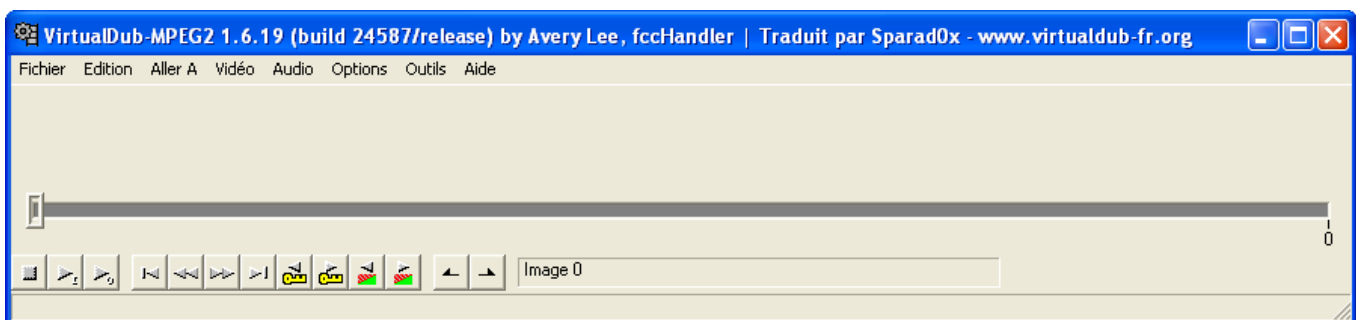 VirtualDub-MPEG2 1.6.19 (build 24587/release) by Avery Lee, fccHandler | Traduit par Sparad0x - www.virtualdub-fr.org
Fichier Edition Aller A Vidéo Audio Options Outils Aide
0
Image 0